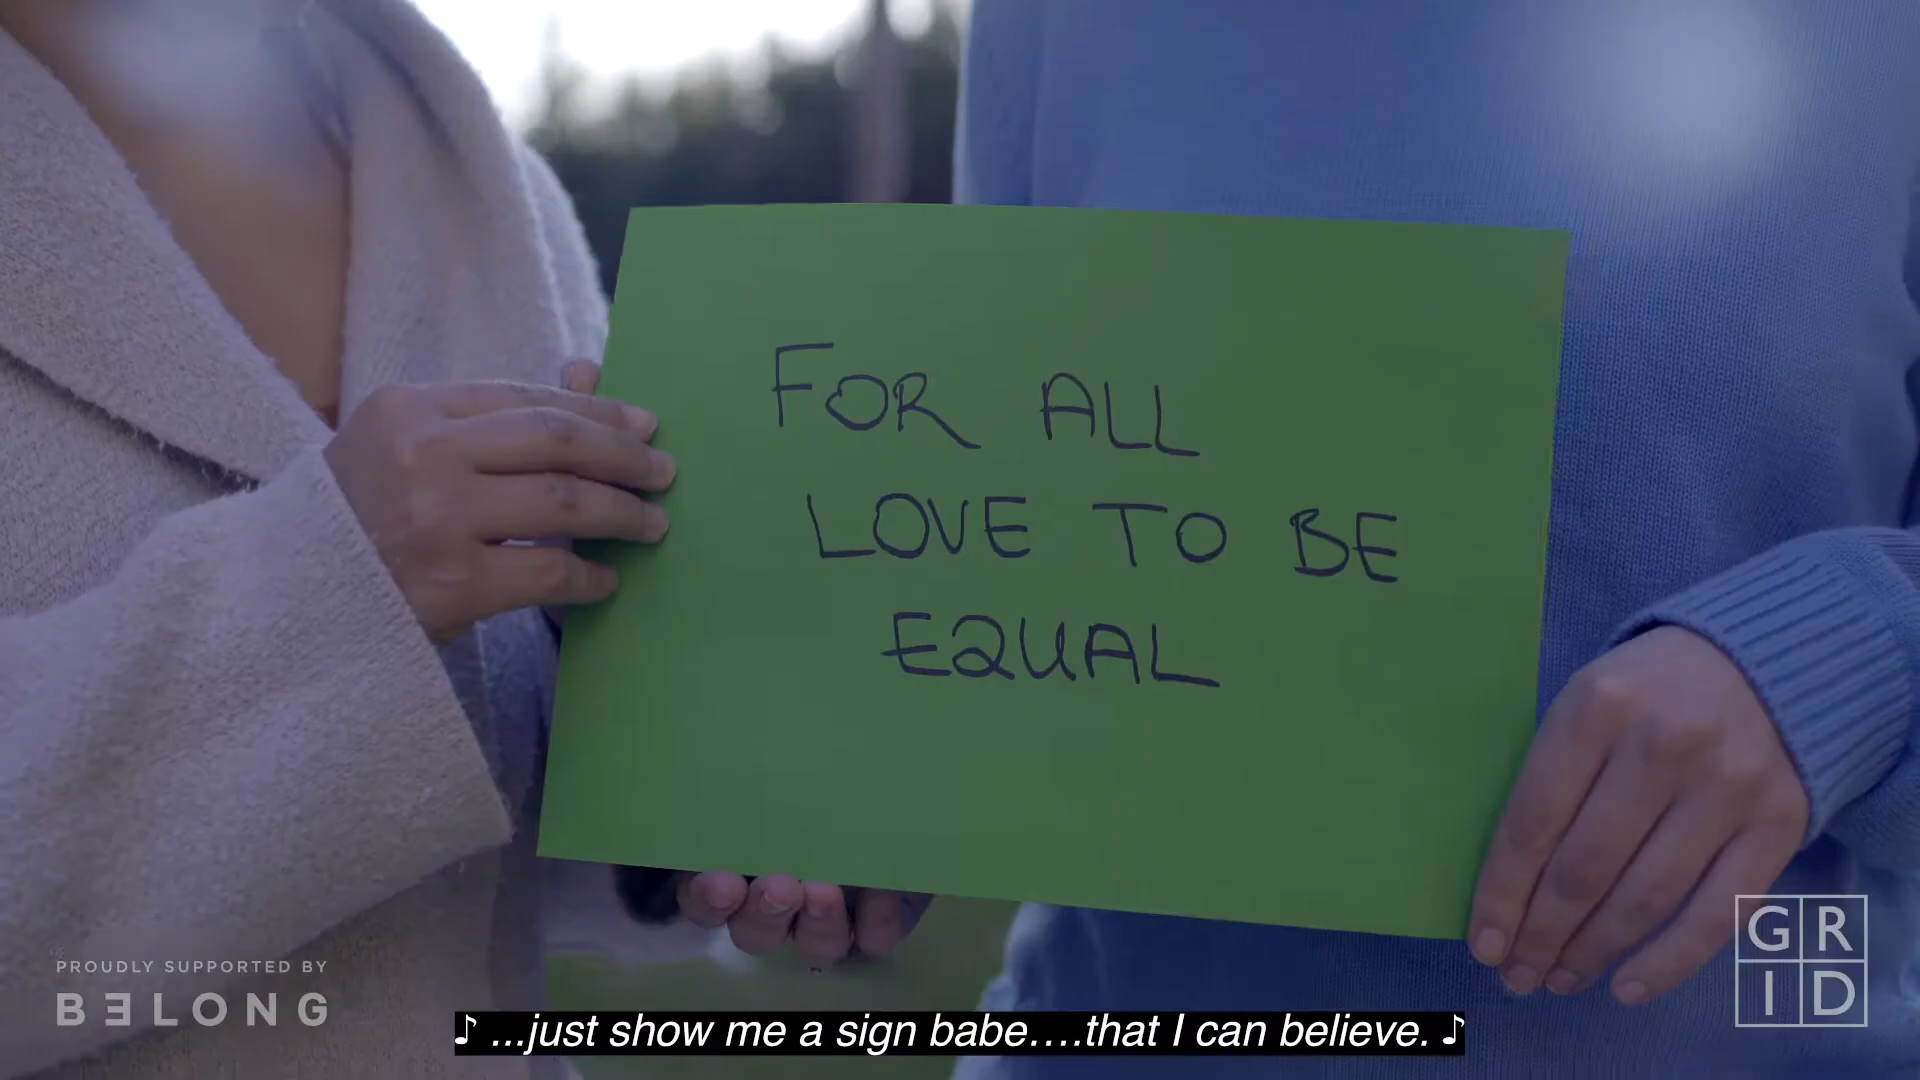 FOR ALL
LOVE TO BE
EQUAL
PROUDLY SUPPORTED BY
BƎLONG
GR
ID
♪ ...just show me a sign babe....that I can believe. ♪